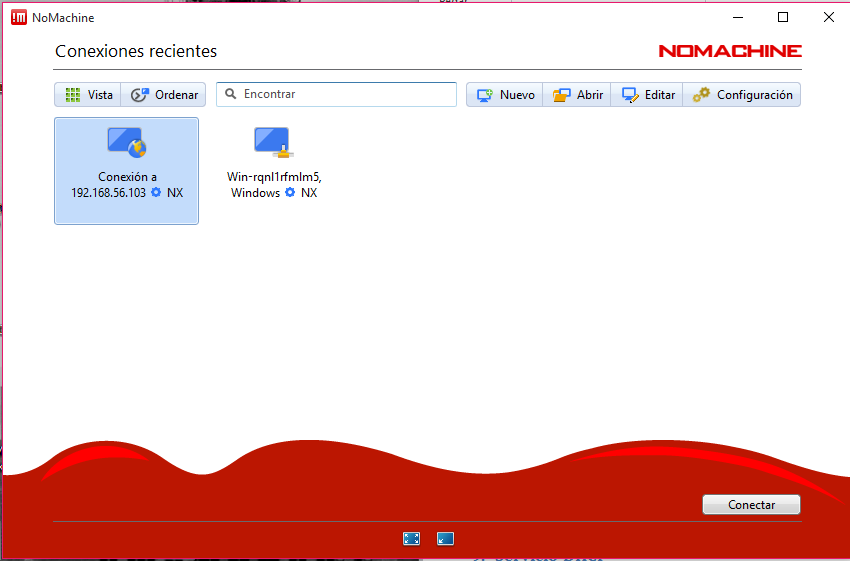 NoMachine
Conexiones recientes
NOMACHINE
Vista
Ordenar
Encontrar
Nuevo
Abrir
Editar
Configuración
Conexión a
192.168.56.103 NX
Win-rqnl1rfmlm5,
Windows NX
Conectar